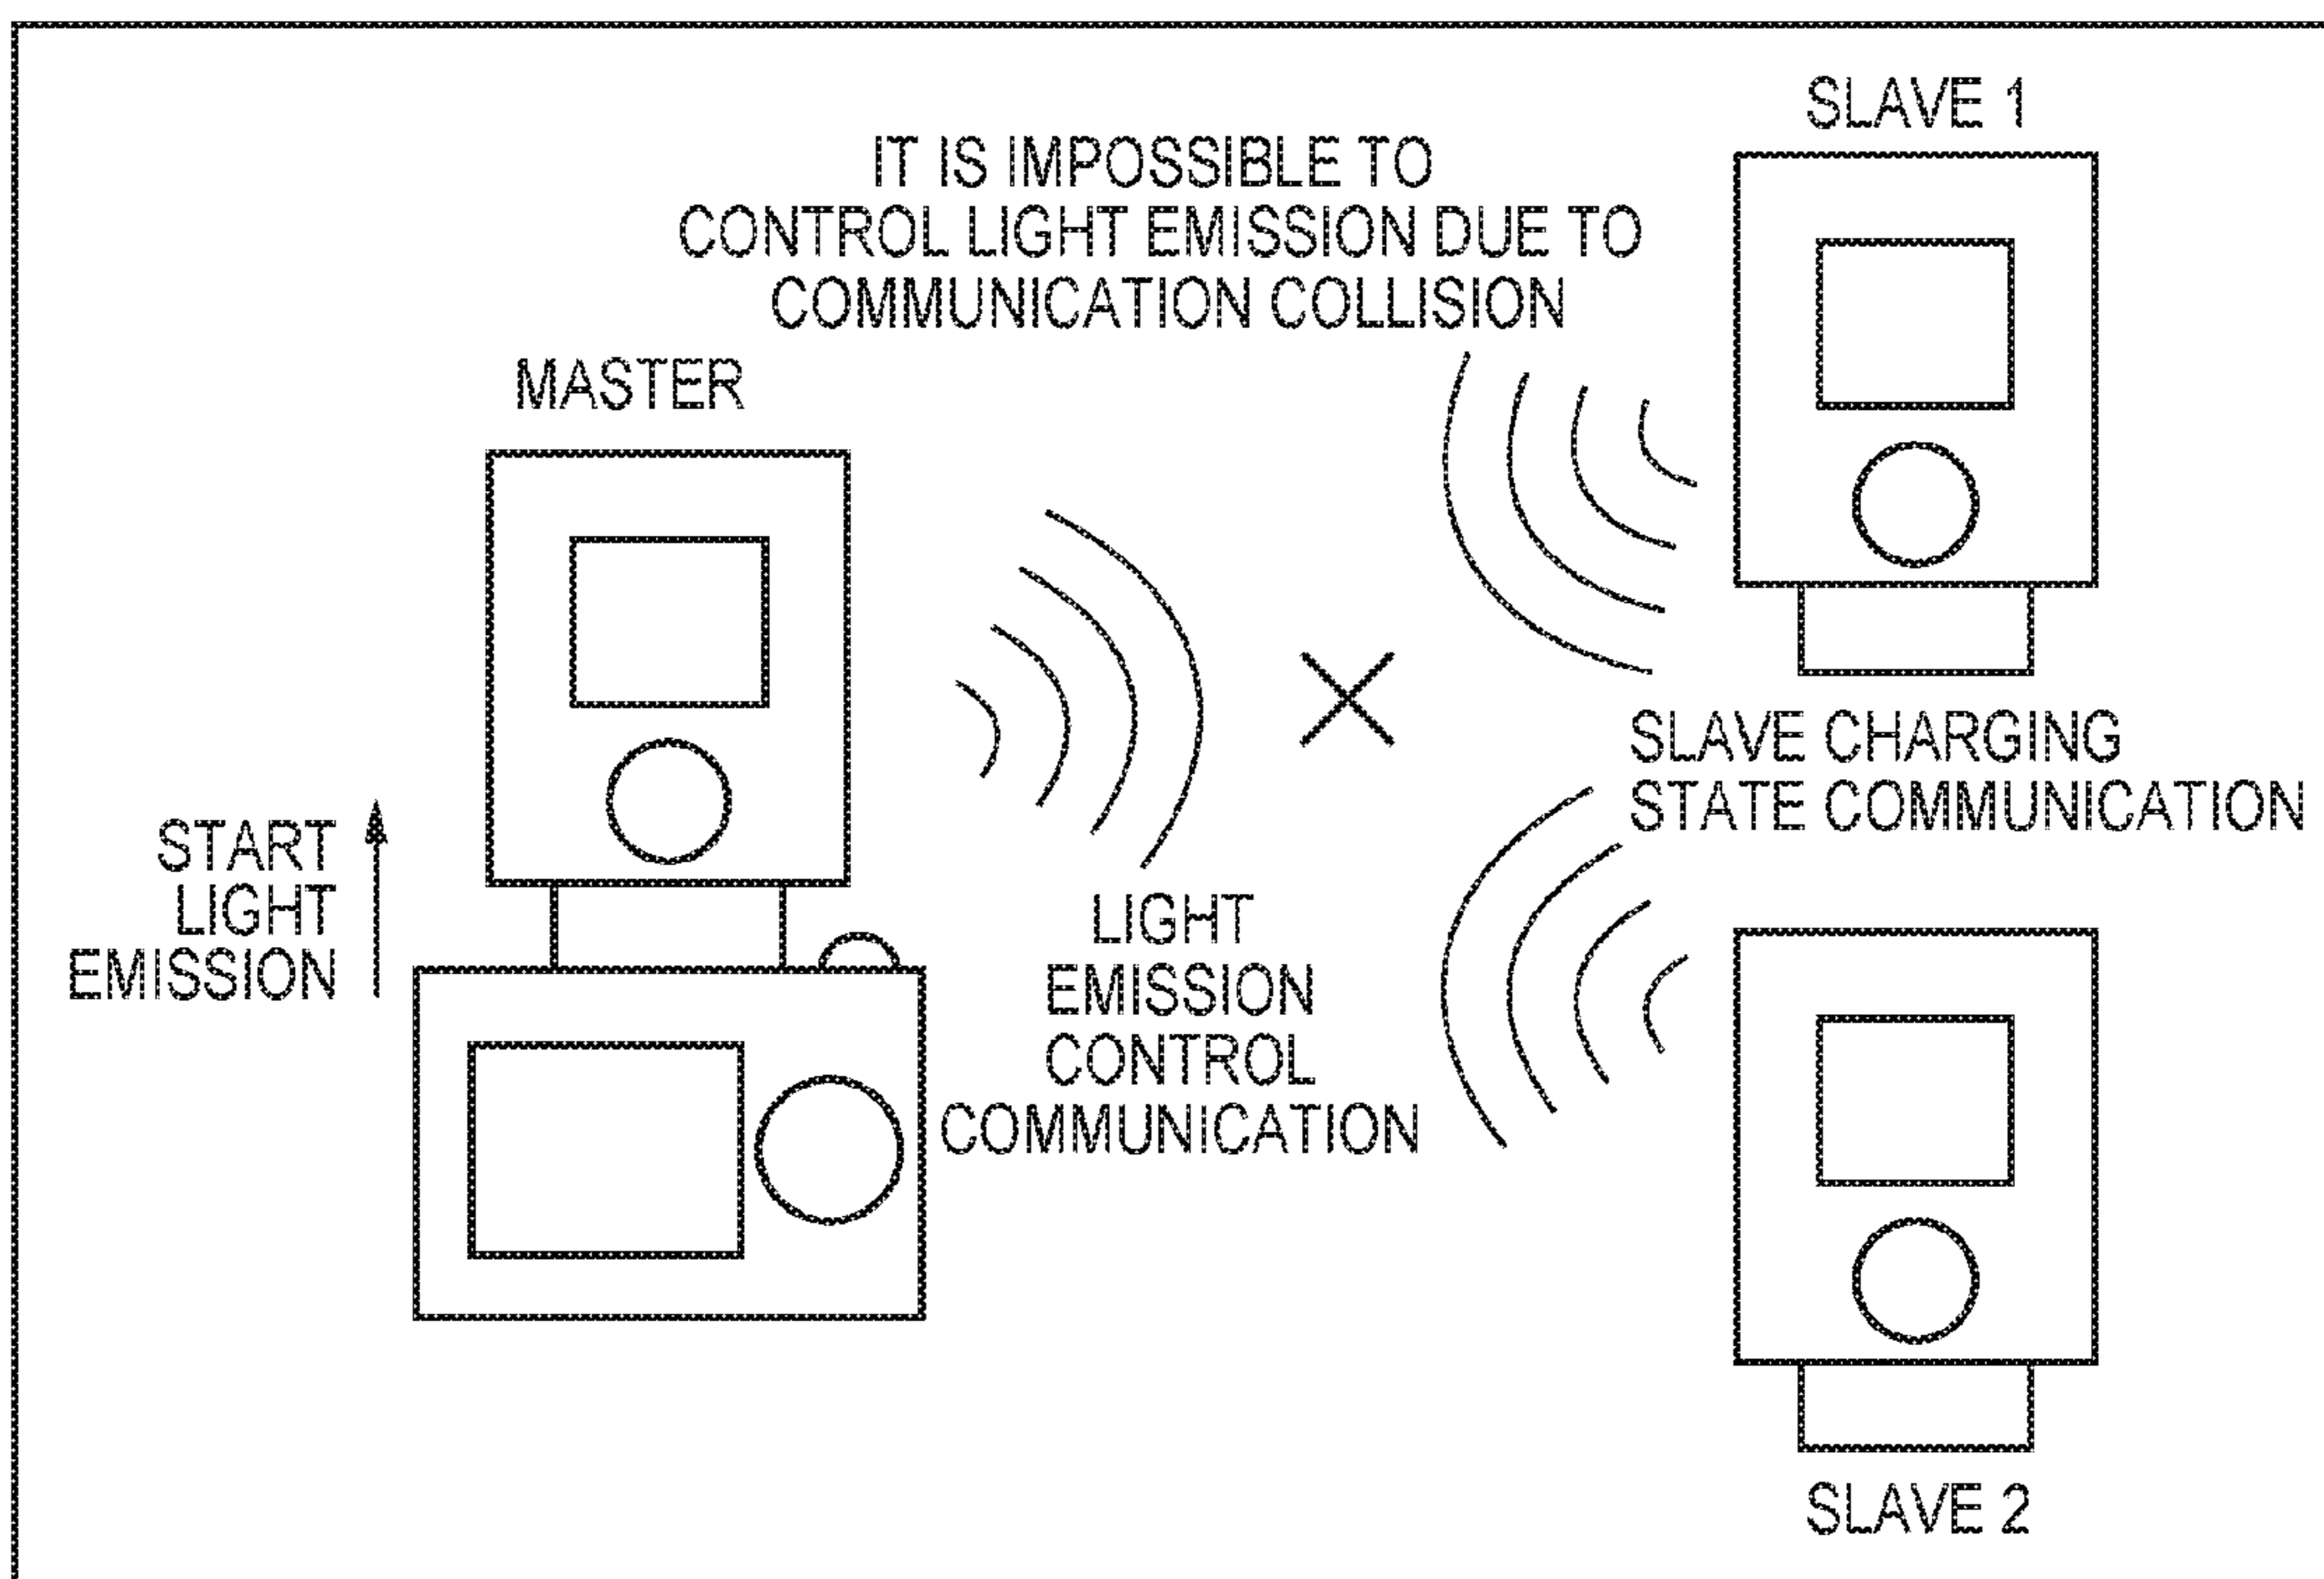 SLAVE 1
IT IS IMPOSSIBLE TO
CONTROL LIGHT EMISSION DUE TO
COMMUNICATION COLLISION
MASTER
SLAVE CHARGING
STATE COMMUNICATION
START
LIGHT
EMISSION
LIGHT
EMISSION
CONTROL
COMMUNICATION
SLAVE 2